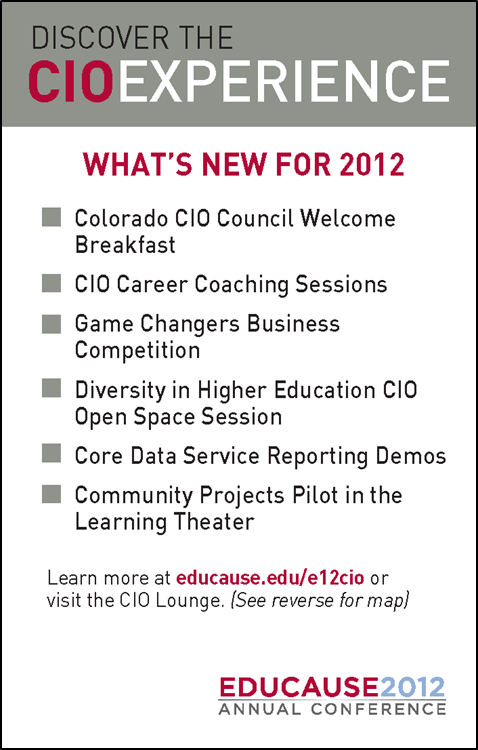 DISCOVER THE
CIOEXPERIENCE
WHAT'S NEW FOR 2012
Colorado CIO Council Welcome
Breakfast
CIO Career Coaching Sessions
Game Changers Business
Competition
Diversity in Higher Education CIO
Open Space Session
Core Data Service Reporting Demos
Community Projects Pilot in the
Learning Theater
Learn more at educause.edu/e12cio or
visit the CIO Lounge. (See reverse for map)
EDUCAUSE2012
ANNUAL CONFERENCE